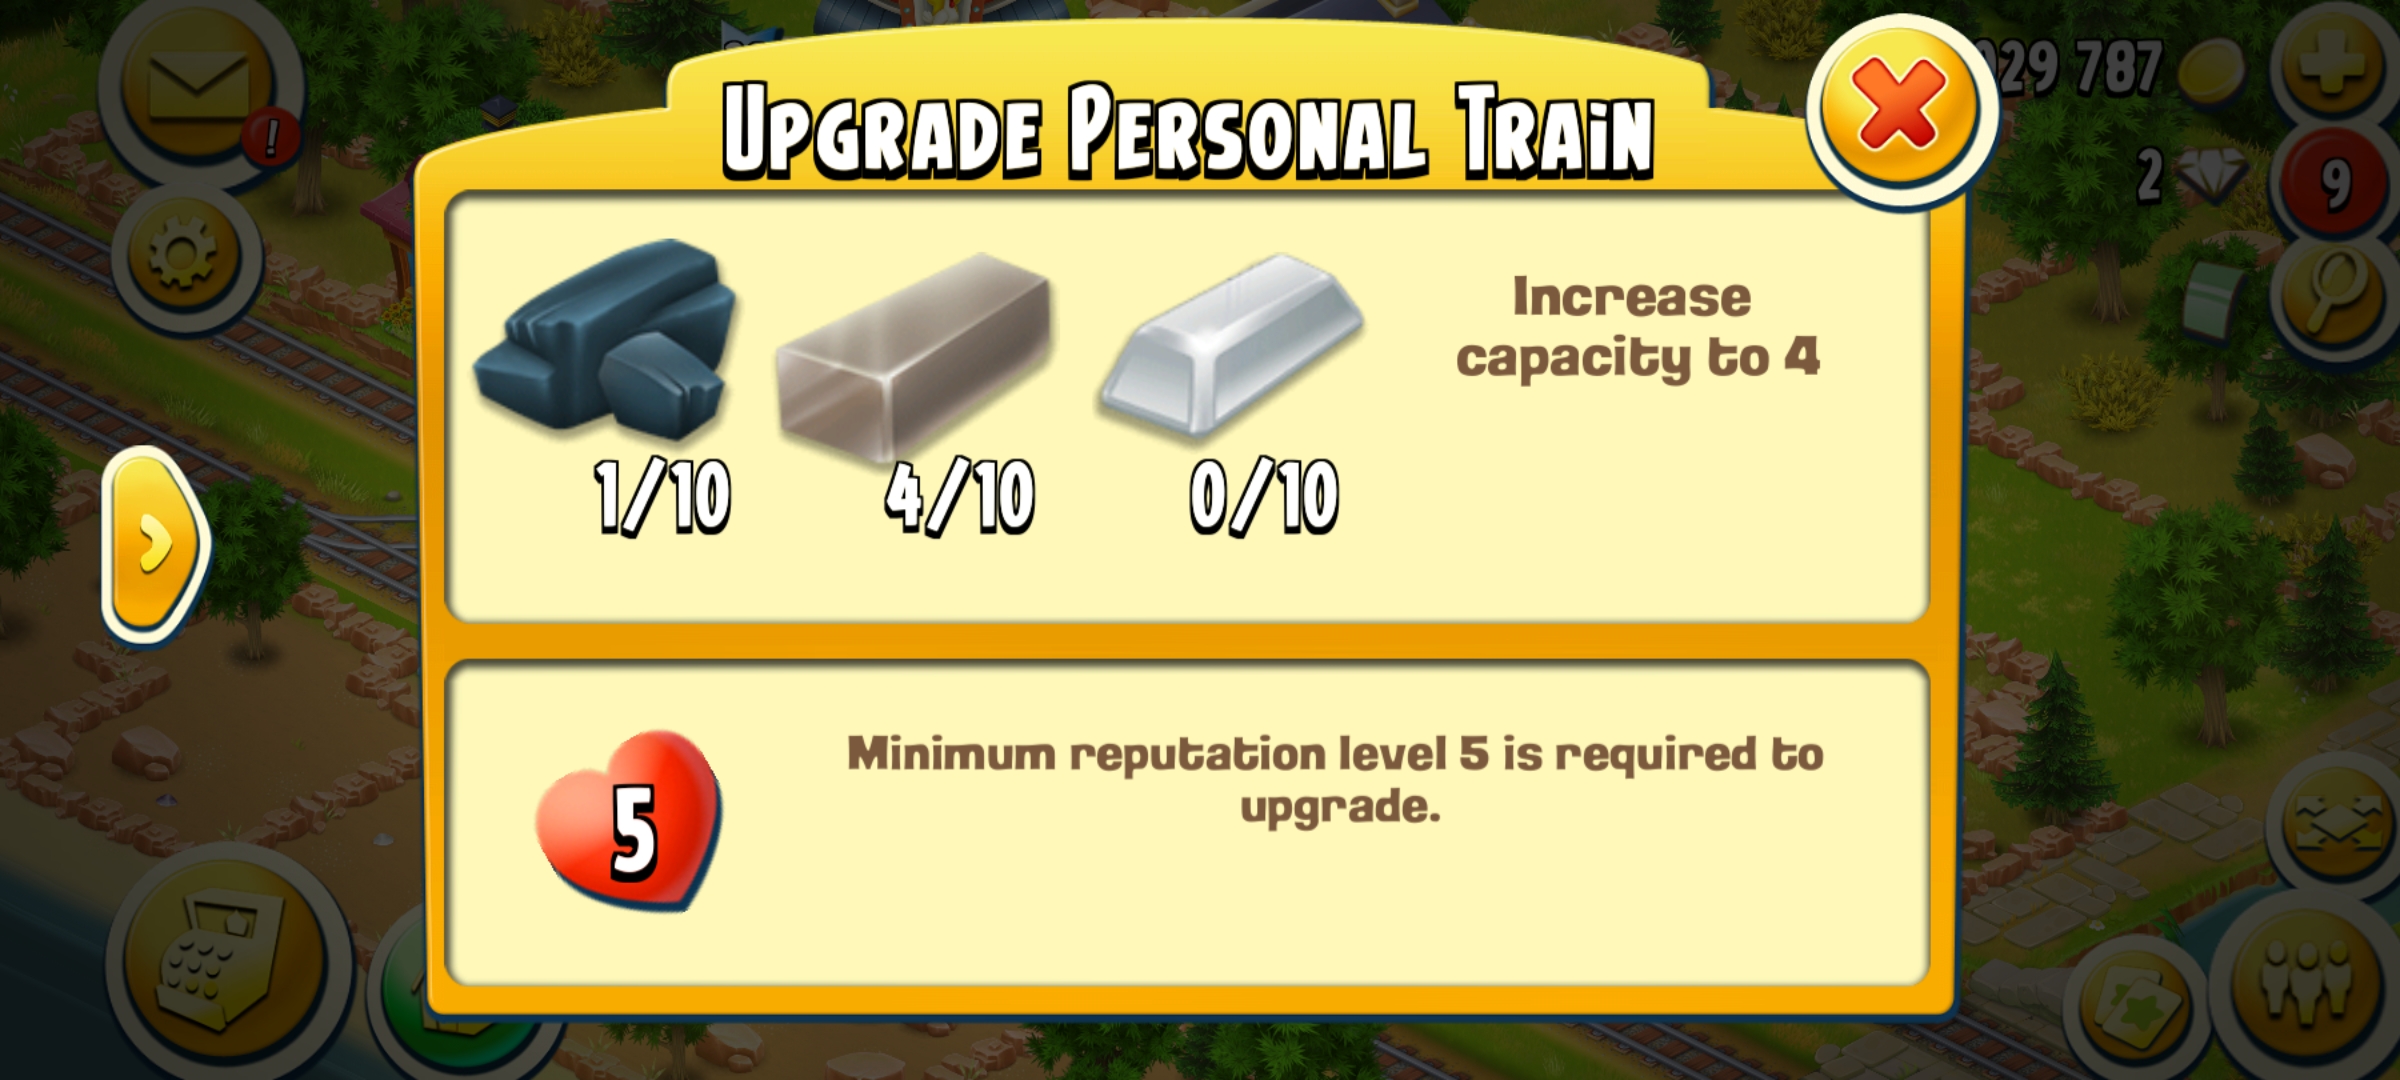 UPGRADE PERSONAL TRAiN
!
29 787
2
9
Increase
capacity to 4
1/10
4/10
0/10
5
Minimum reputation level 5 is required to
upgrade.